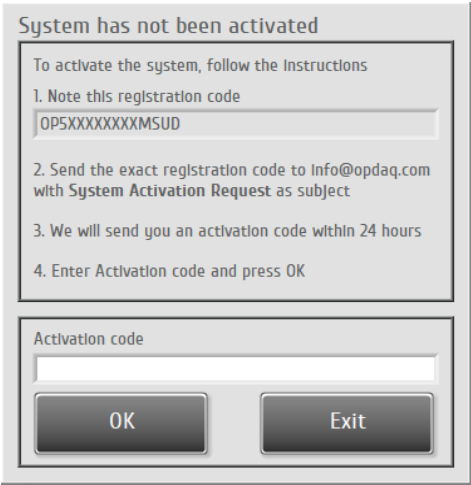 System has not been activated
To activate the system, follow the instructions
1. Note this registration code
OP5XXXXXXXXMSUD
2. Send the exact registration code to info@opdaq.com
with System Activation Request as subject
3. We will send you an activation code within 24 hours
4. Enter Activation code and press OK
Activation code
OK
Exit